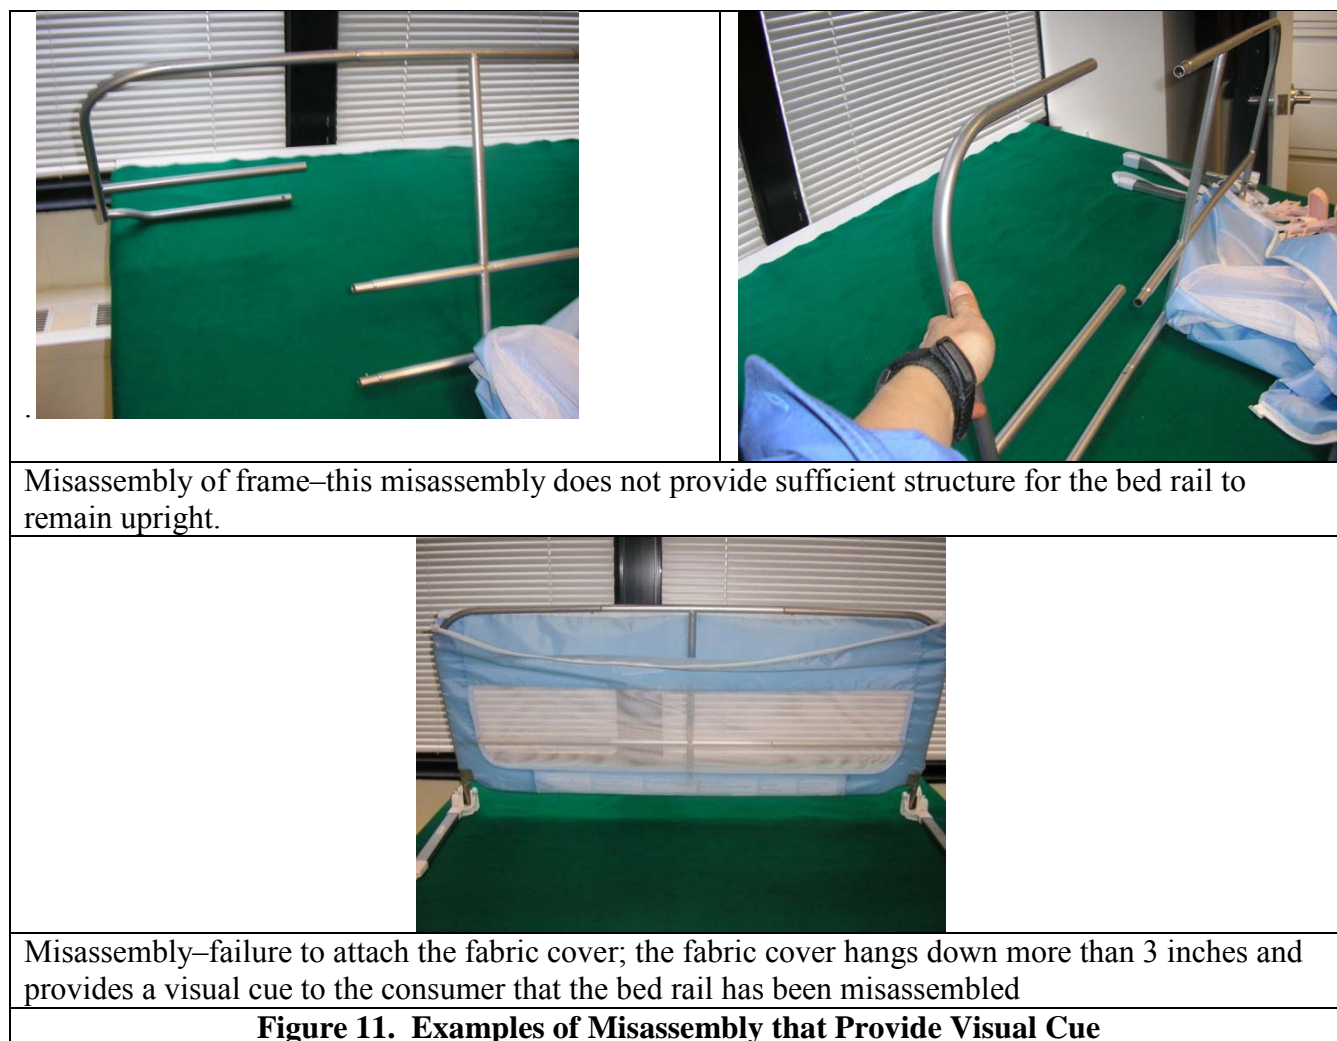 .
Misassembly of frame–this misassembly does not provide sufficient structure for the bed rail to
remain upright.
Misassembly–failure to attach the fabric cover; the fabric cover hangs down more than 3 inches and
provides a visual cue to the consumer that the bed rail has been misassembled
Figure 11.  Examples of Misassembly that Provide Visual Cue